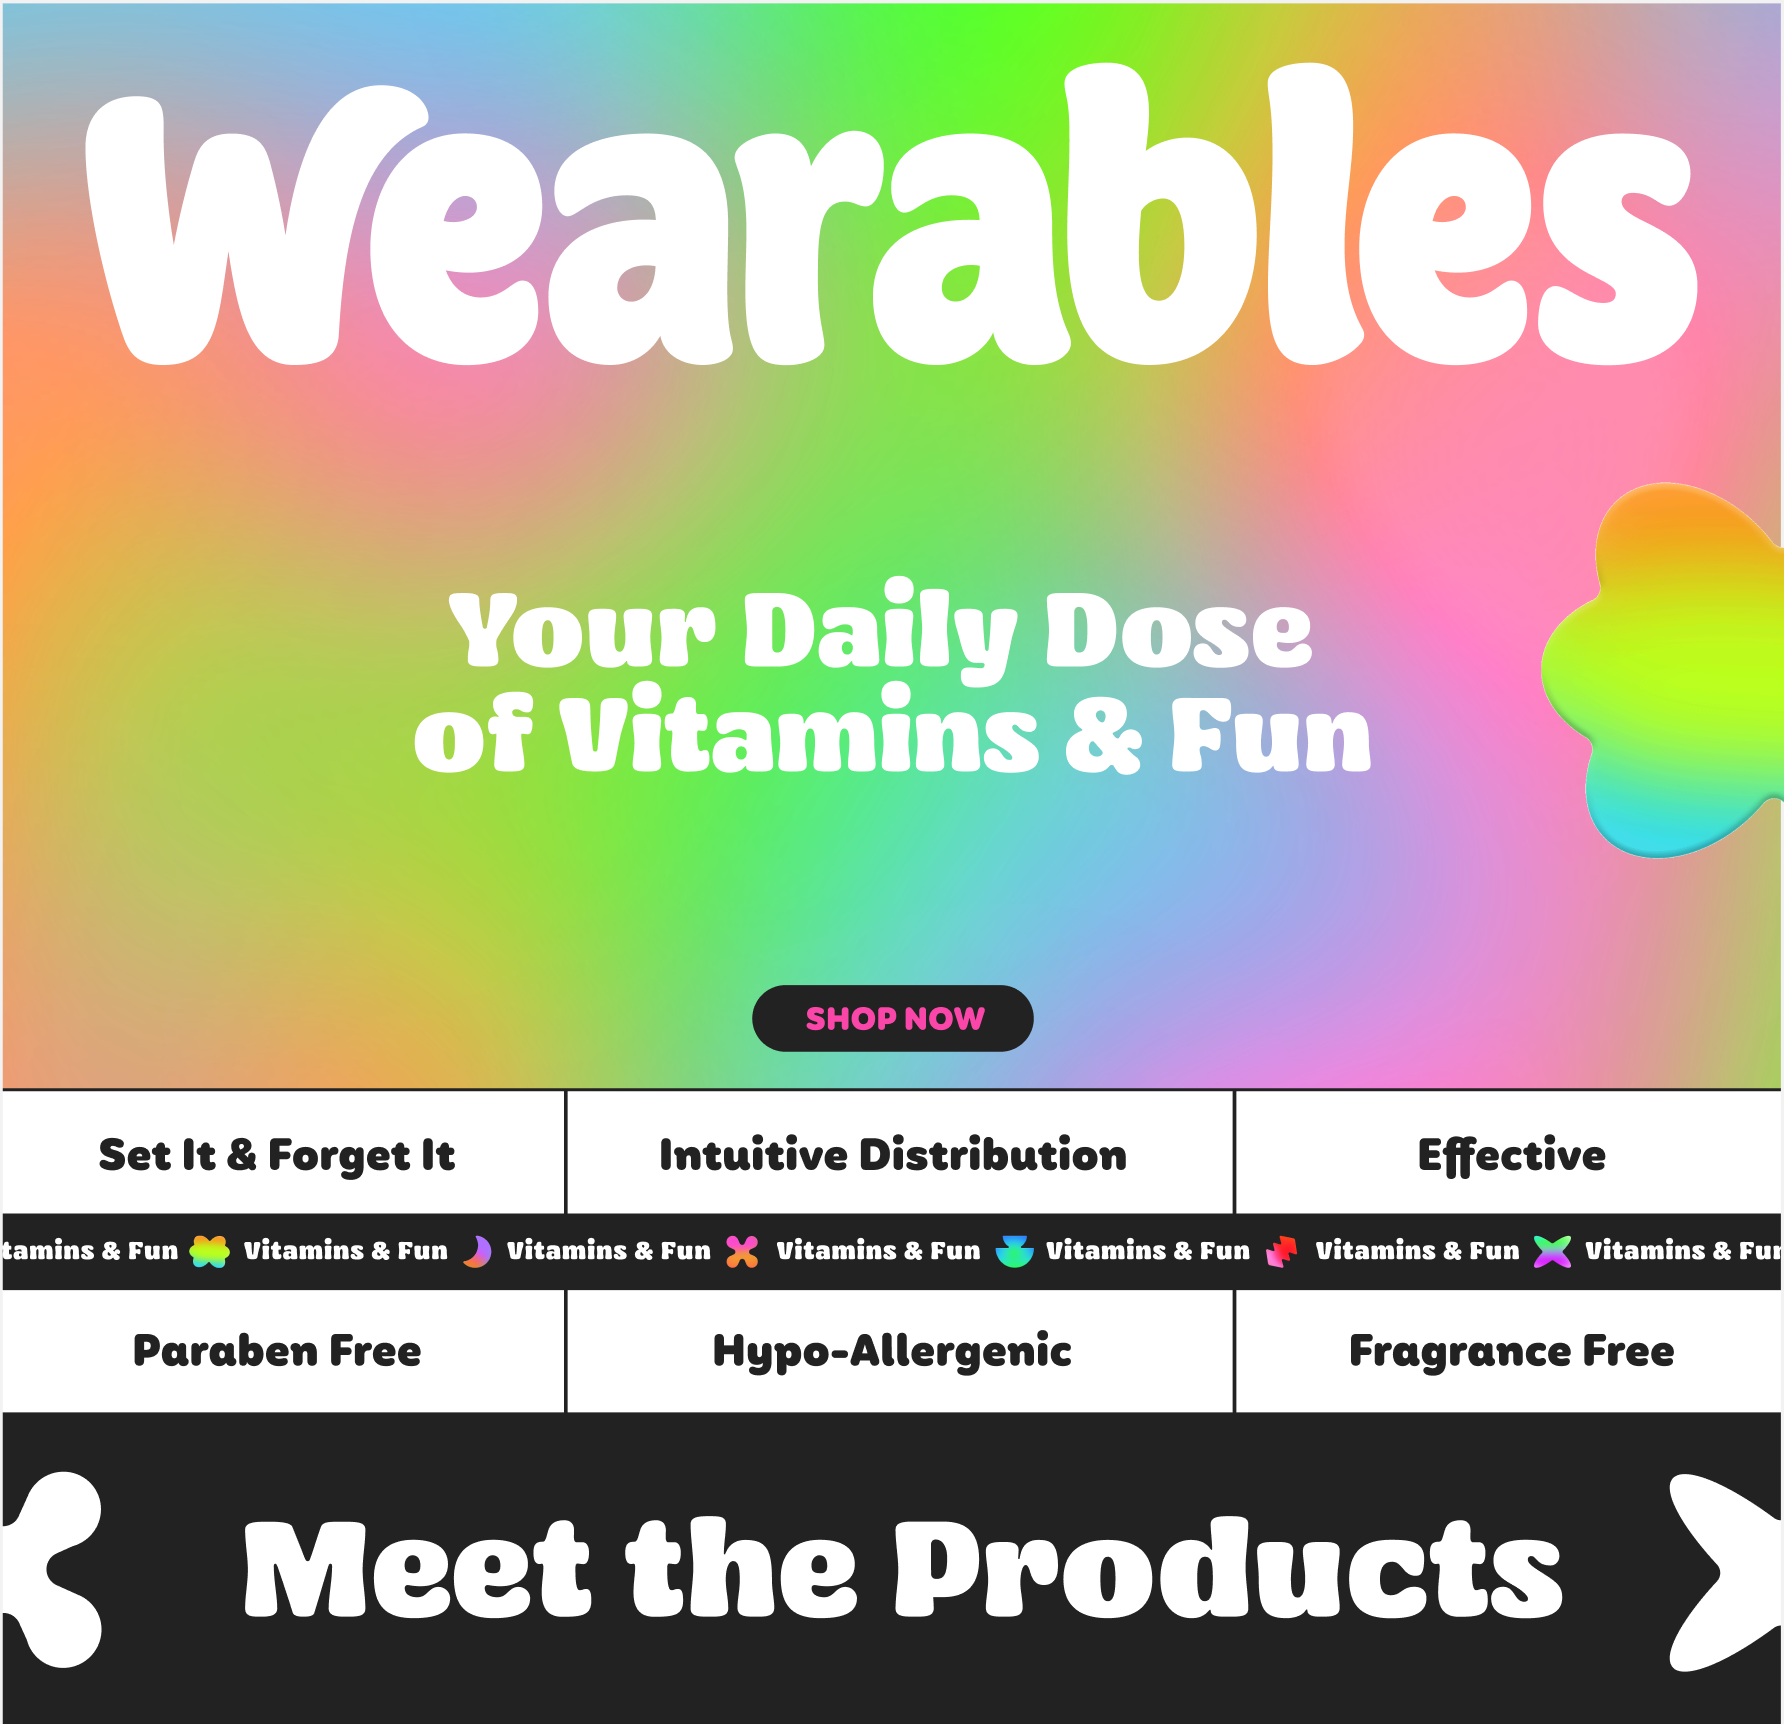 Wearables
Your Daily Dose
of Vitamins & Fun
SHOP NOW
Set It & Forget It
Intuitive Distribution
Effective
tamins & Fun Vitamins & Fun Vitamins & Fun Vitamins & Fun Vitamins & Fun Vitamins & Fun Vitamins & Fun
Paraben Free
Hypo-Allergenic
Fragrance Free
Meet the Products